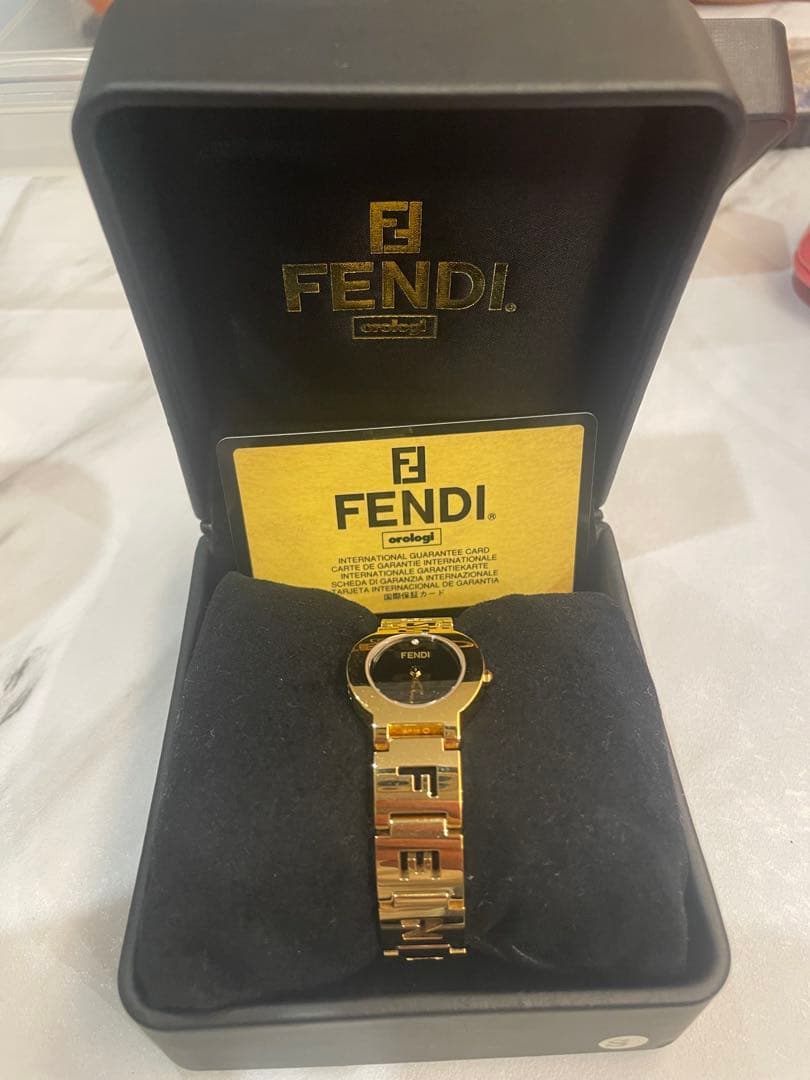 FENDI®
orologi
FENDI®
orologi
INTERNATIONAL GUARANTEE CARD
CARTE DE GARANTIE INTERNATIONALE
INTERNATIONALE GARANTIEKARTE
SCHEDA DI GARANZIA INTERNAZIONALE
TARJETA INTERNACIONAL DE GARANTIA
国際保証カード
FENDI
F
E
N